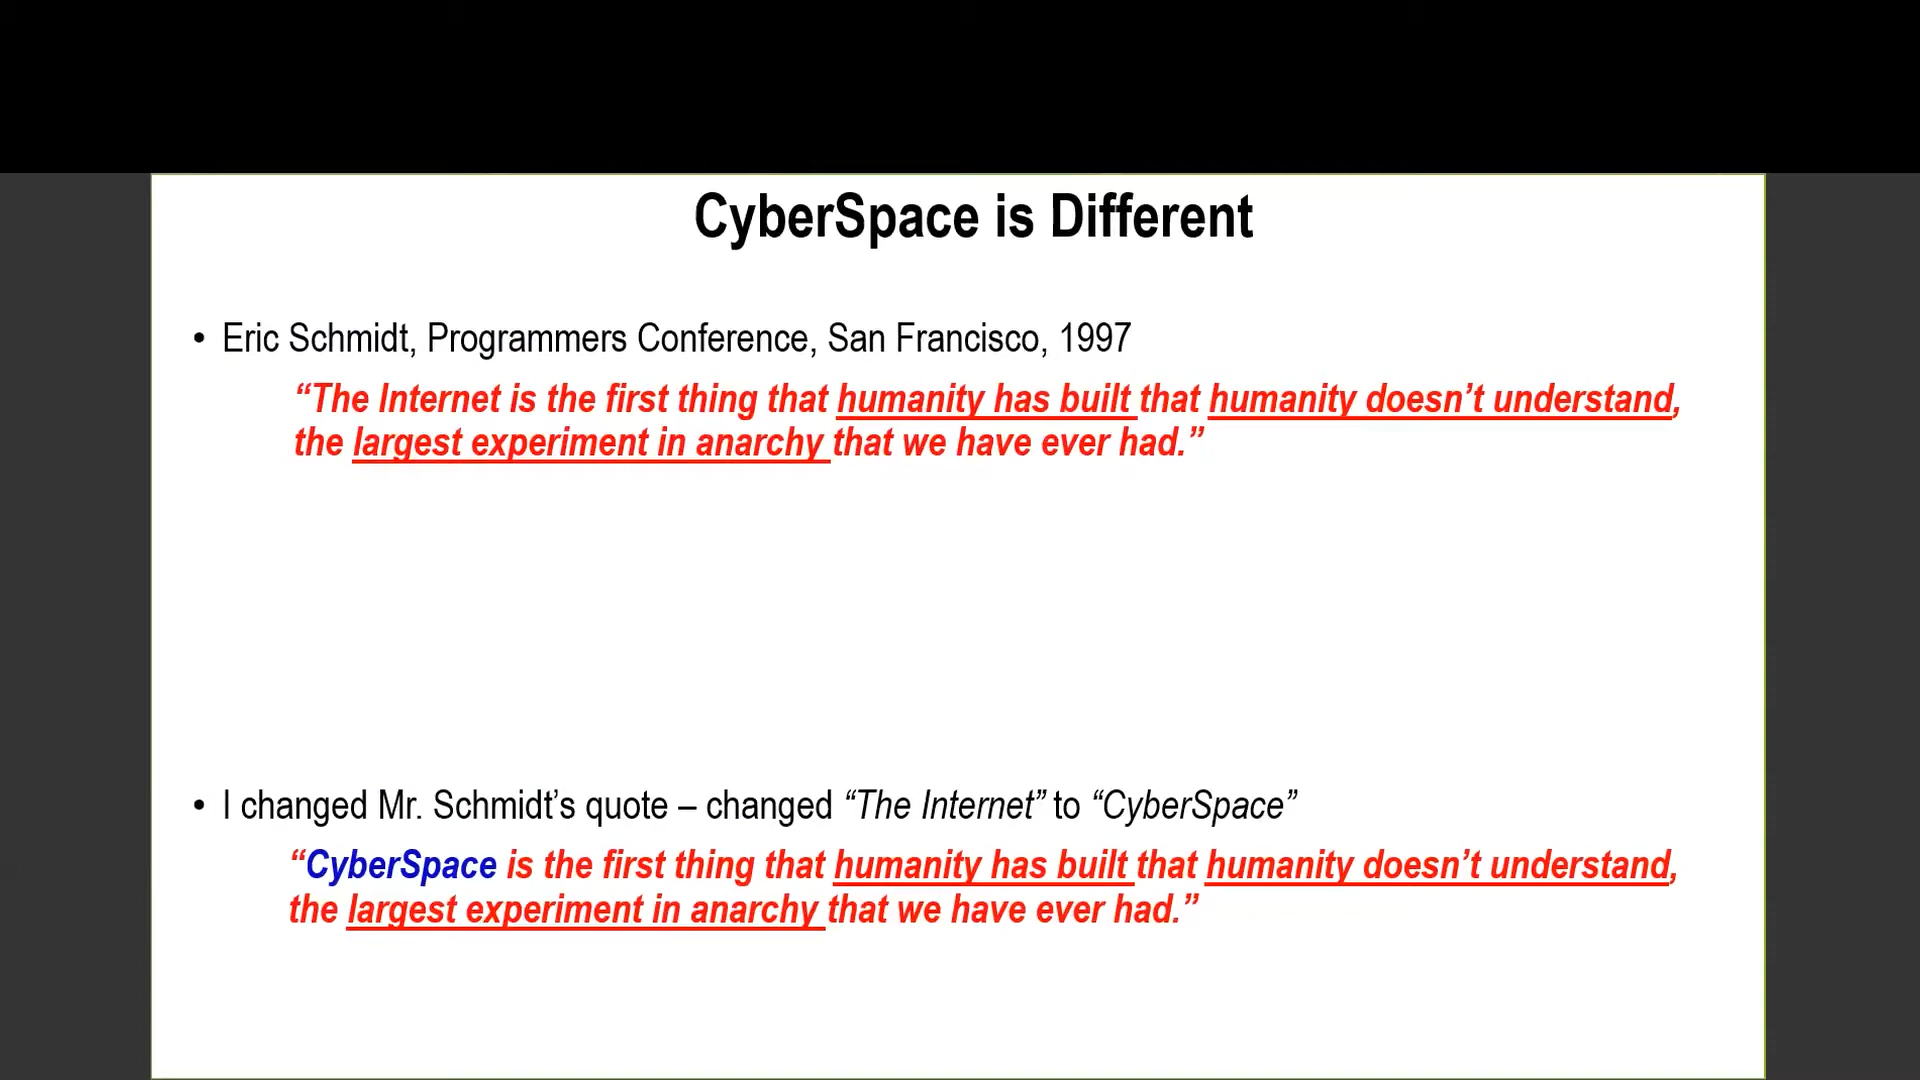 CyberSpace is Different
• Eric Schmidt, Programmers Conference, San Francisco, 1997
“The Internet is the first thing that humanity has built that humanity doesn’t understand,
the largest experiment in anarchy that we have ever had.”
• I changed Mr. Schmidt’s quote – changed “The Internet” to “CyberSpace”
“CyberSpace is the first thing that humanity has built that humanity doesn’t understand,
the largest experiment in anarchy that we have ever had.”